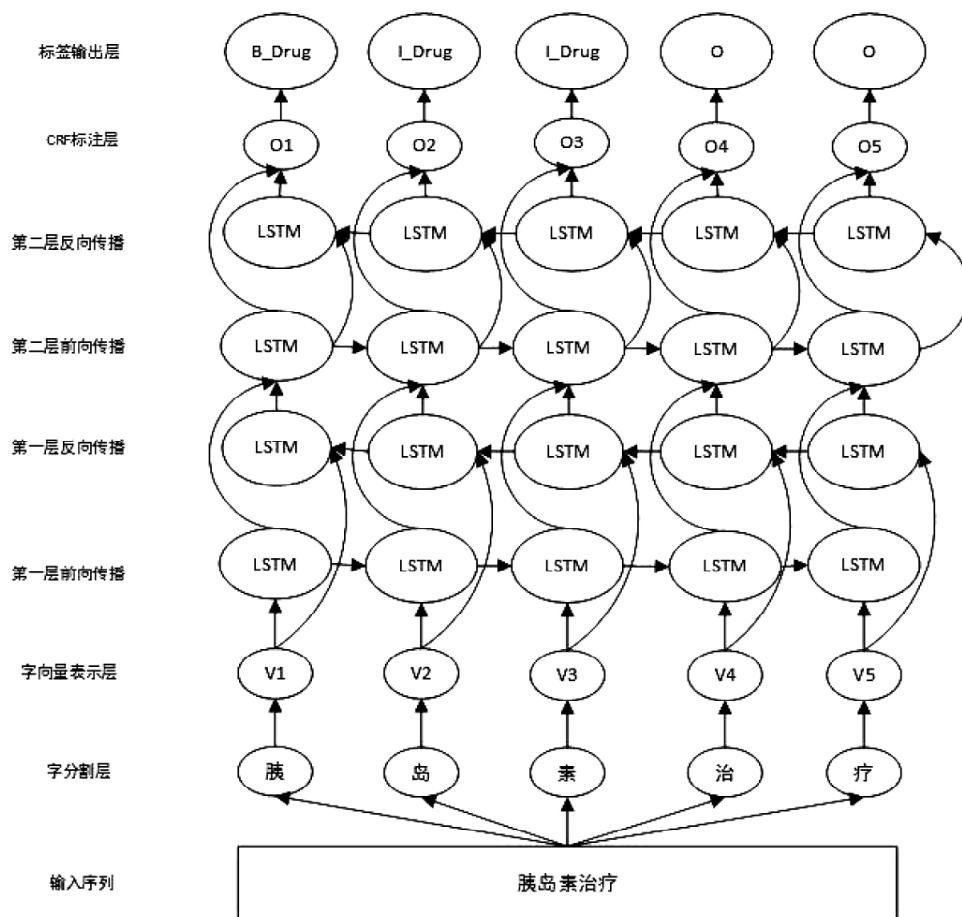 标签输出层 B_Drug I_Drug I_Drug O O
CRF标注层 O1 O2 O3 O4 O5
第二层反向传播 LSTM LSTM LSTM LSTM LSTM
第二层前向传播 LSTM LSTM LSTM LSTM LSTM
第一层反向传播 LSTM LSTM LSTM LSTM LSTM
第一层前向传播 LSTM LSTM LSTM LSTM LSTM
字向量表示层 V1 V2 V3 V4 V5
字分割层 胰 岛 素 治 疗
输入序列 胰岛素治疗